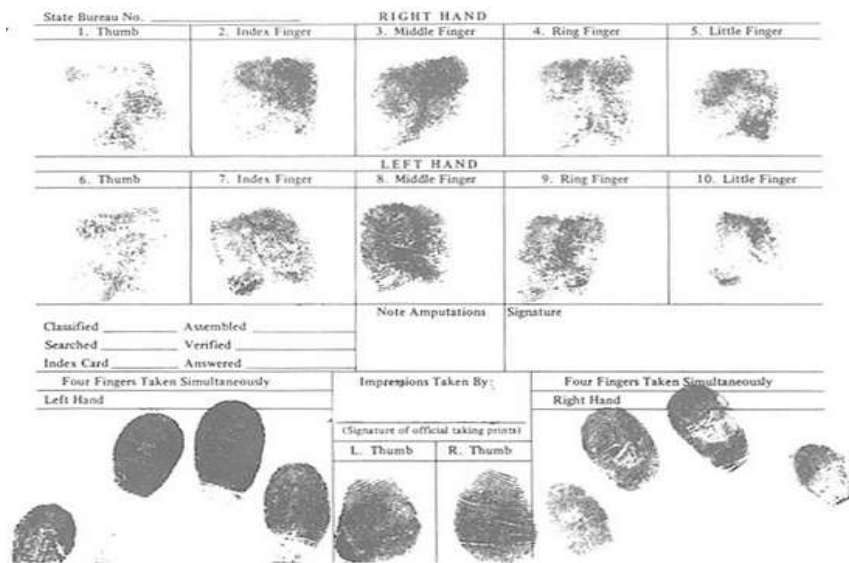 State Bureau No. RIGHT HAND
1. Thumb 2. Index Finger 3. Middle Finger 4. Ring Finger 5. Little Finger
LEFT HAND
6. Thumb 7. Index Finger 8. Middle Finger 9. Ring Finger 10. Little Finger
Note Amputations Signature
Classified Assembled
Searched Verified
Index Card Answered
Four Fingers Taken Simultaneously Impressions Taken By: Four Fingers Taken Simultaneously
Left Hand Right Hand
(Signature of official taking prints)
L. Thumb R. Thumb